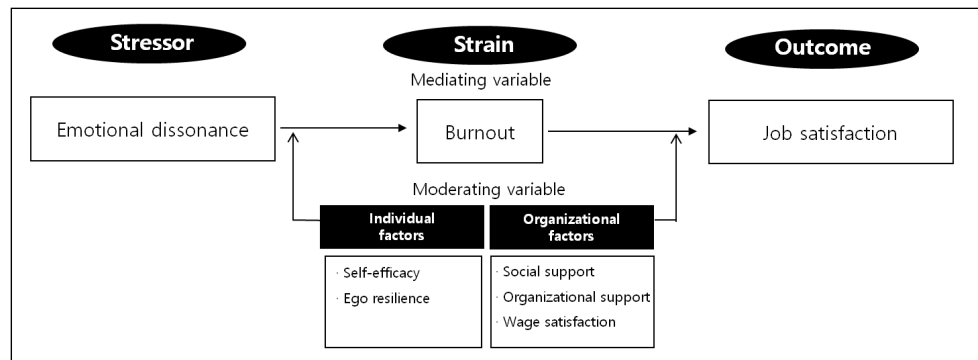 Stressor
Strain
Outcome
Mediating variable
Emotional dissonance
Burnout
Job satisfaction
Moderating variable
Individual
factors
Organizational
factors
· Self-efficacy
· Ego resilience
· Social support
· Organizational support
· Wage satisfaction